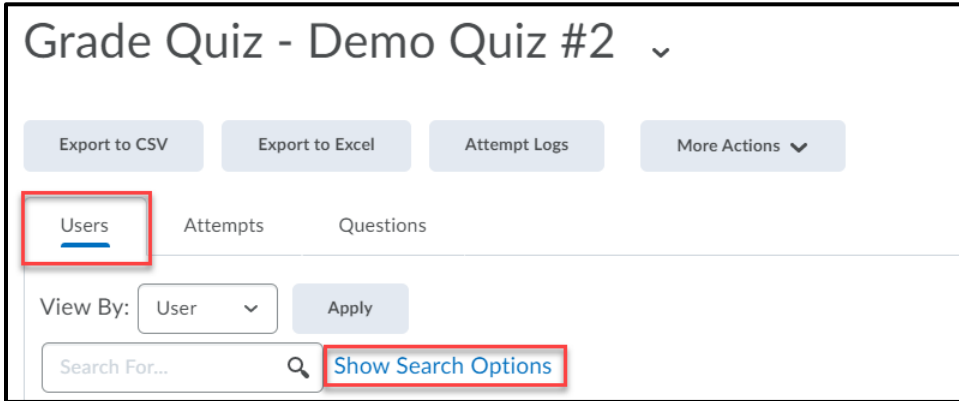 Grade Quiz - Demo Quiz #2
Export to CSV Export to Excel Attempt Logs More Actions
Users Attempts Questions
View By: User Apply
Search For... Show Search Options